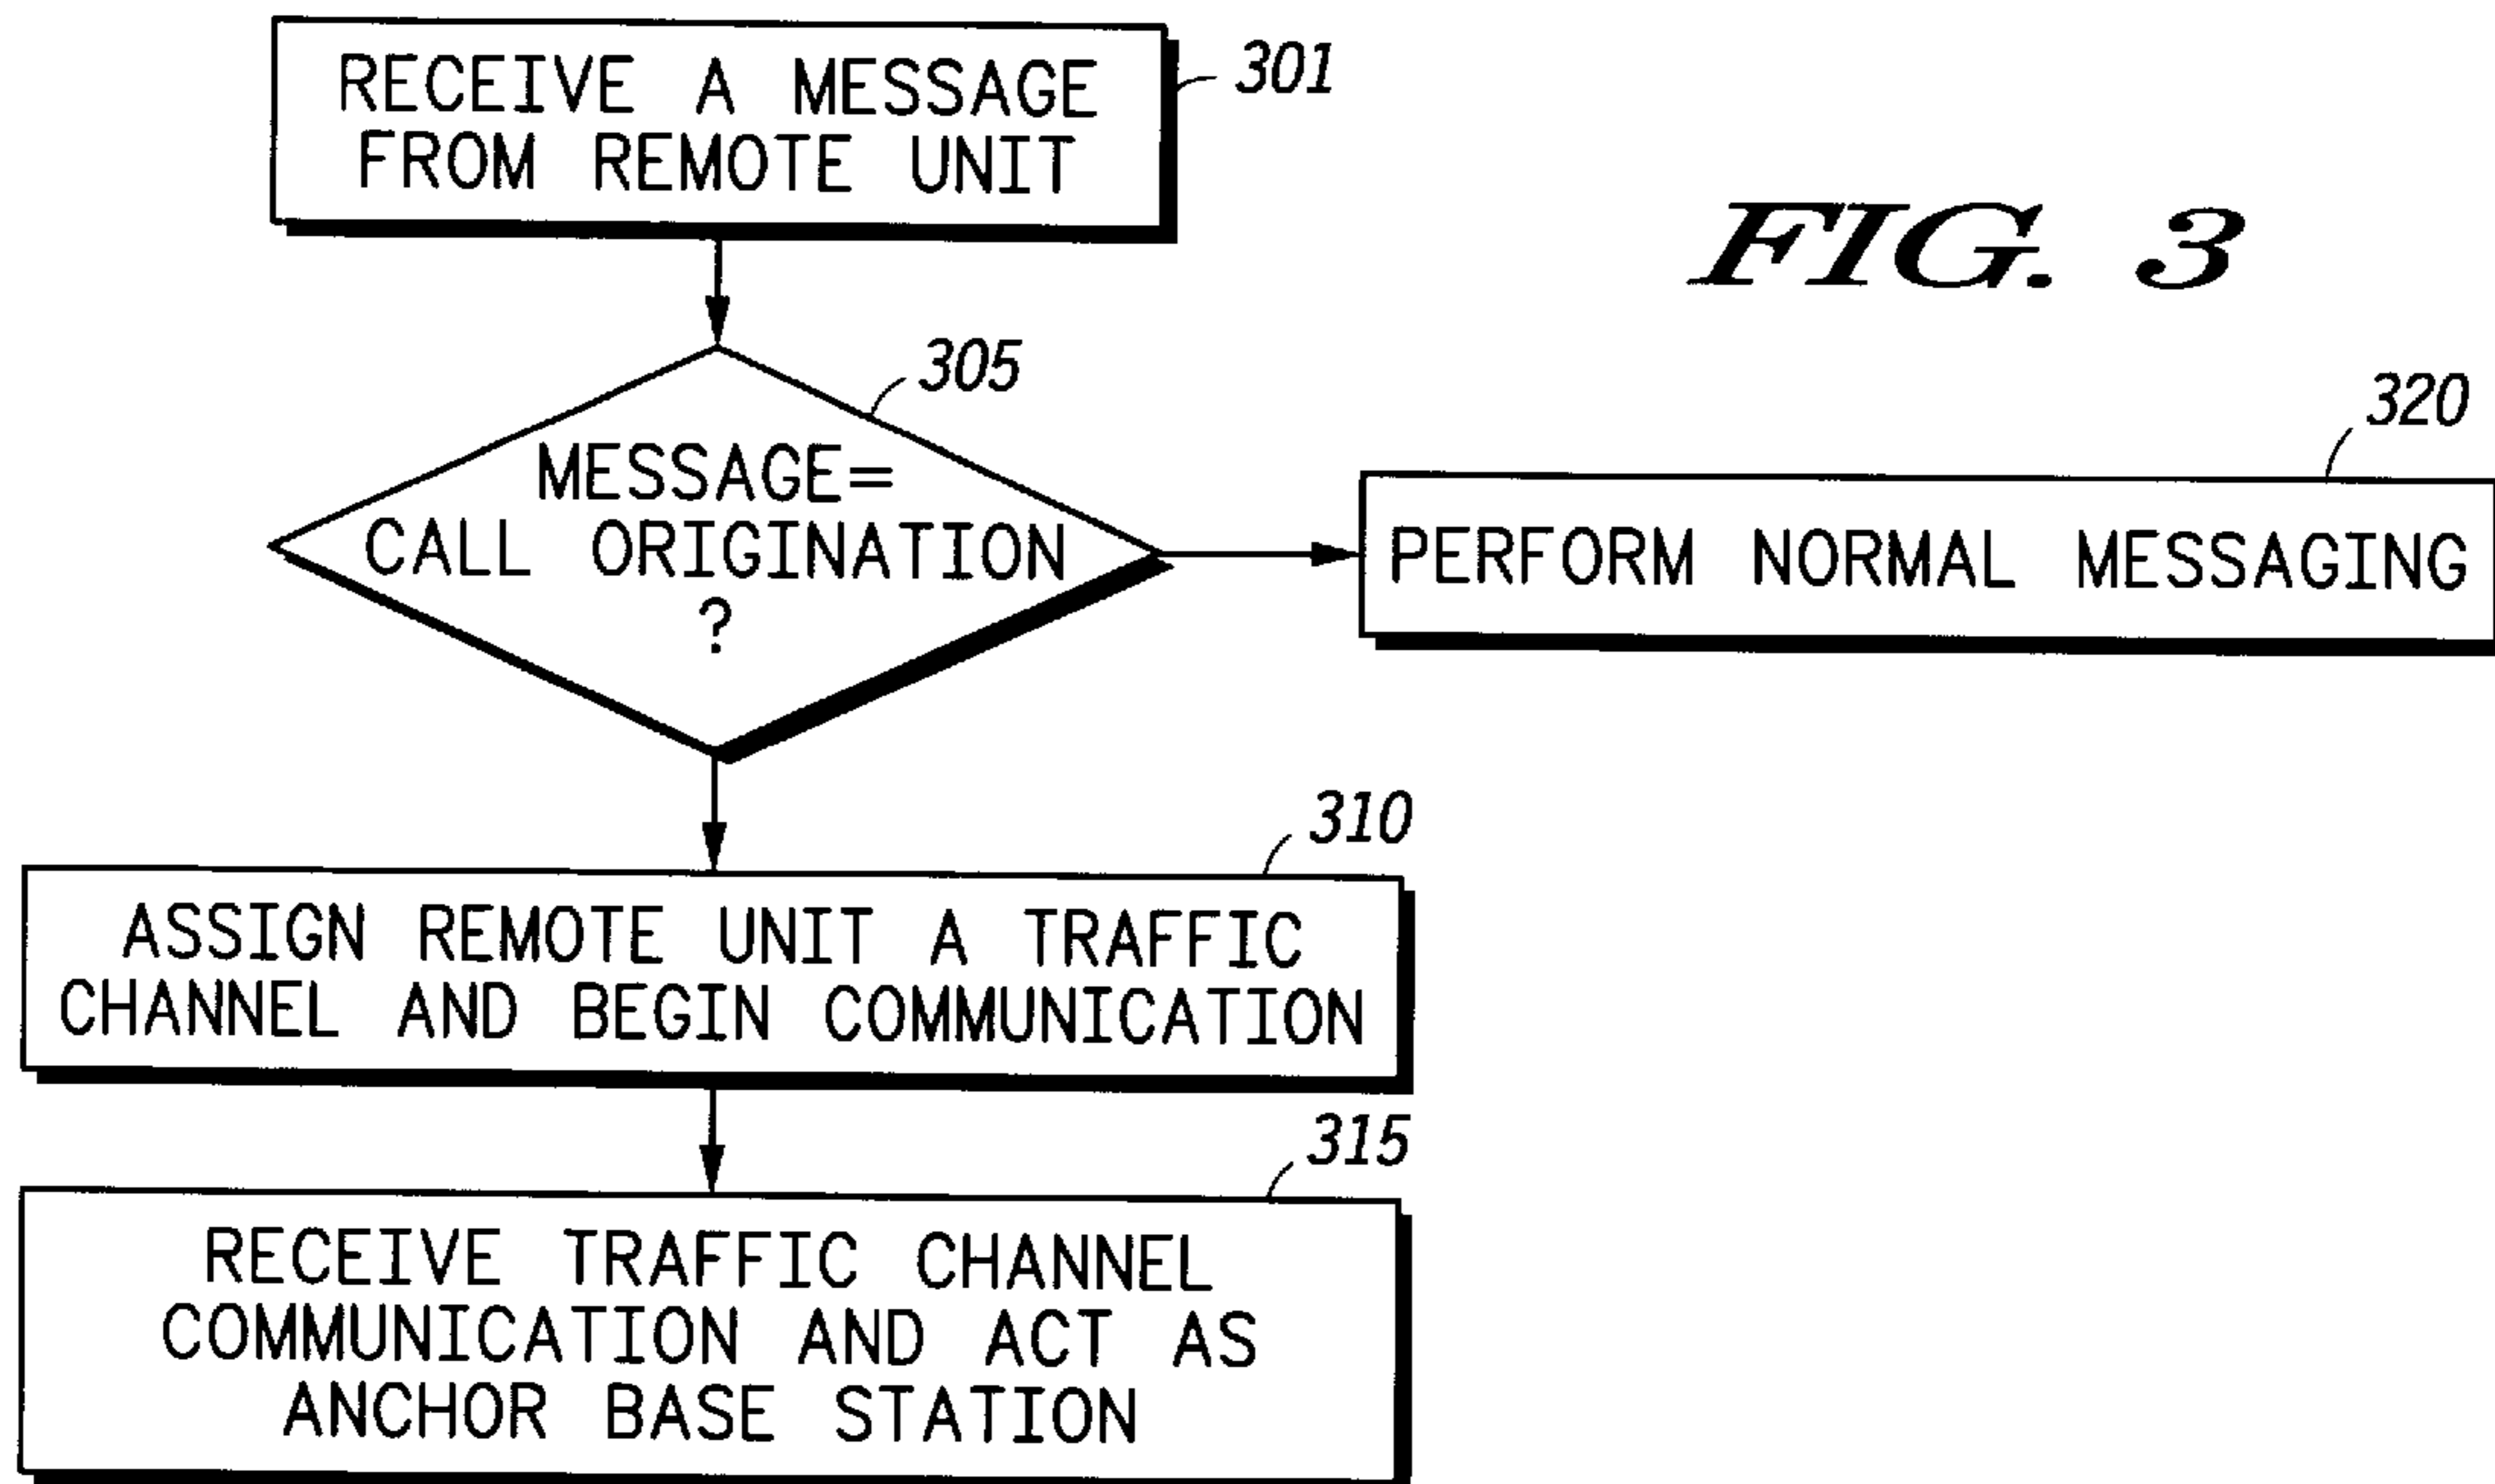 RECEIVE A MESSAGE
FROM REMOTE UNIT
301
FIG. 3
305
MESSAGE=
CALL ORIGINATION
?
320
PERFORM NORMAL MESSAGING
310
ASSIGN REMOTE UNIT A TRAFFIC
CHANNEL AND BEGIN COMMUNICATION
315
RECEIVE TRAFFIC CHANNEL
COMMUNICATION AND ACT AS
ANCHOR BASE STATION